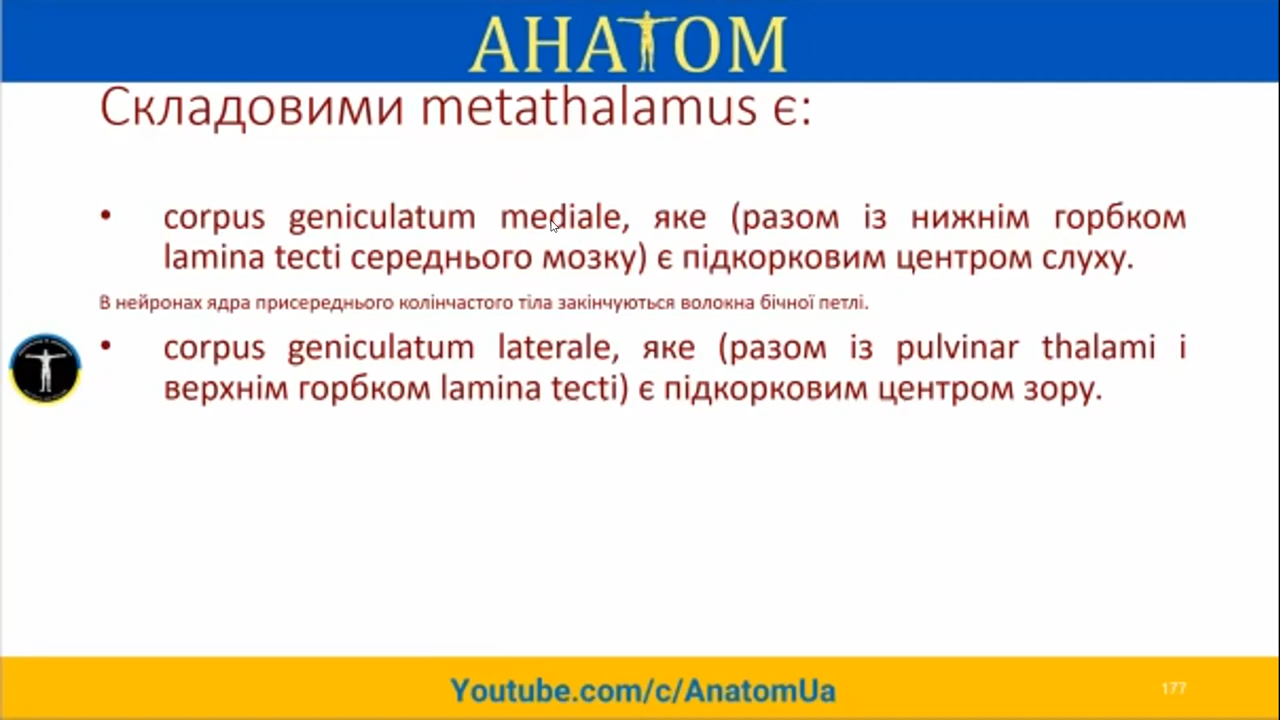 АНАТОМ
Складовими metathalamus є:
• corpus geniculatum mediale, яке (разом із нижнім горбком
lamina tecti середнього мозку) є підкорковим центром слуху.
В нейронах ядра присереднього колінчастого тіла закінчуються волокна бічної петлі.
• corpus geniculatum laterale, яке (разом із pulvinar thalami і
верхнім горбком lamina tecti) є підкорковим центром зору.
Youtube.com/c/AnatomUa
177